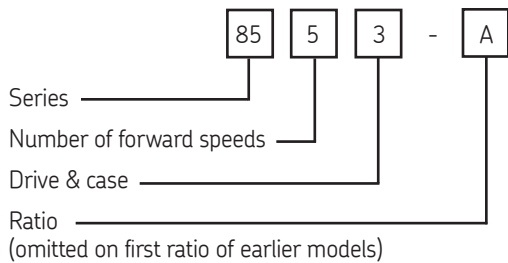 85 5 3 - A
Series
Number of forward speeds
Drive & case
Ratio
(omitted on first ratio of earlier models)